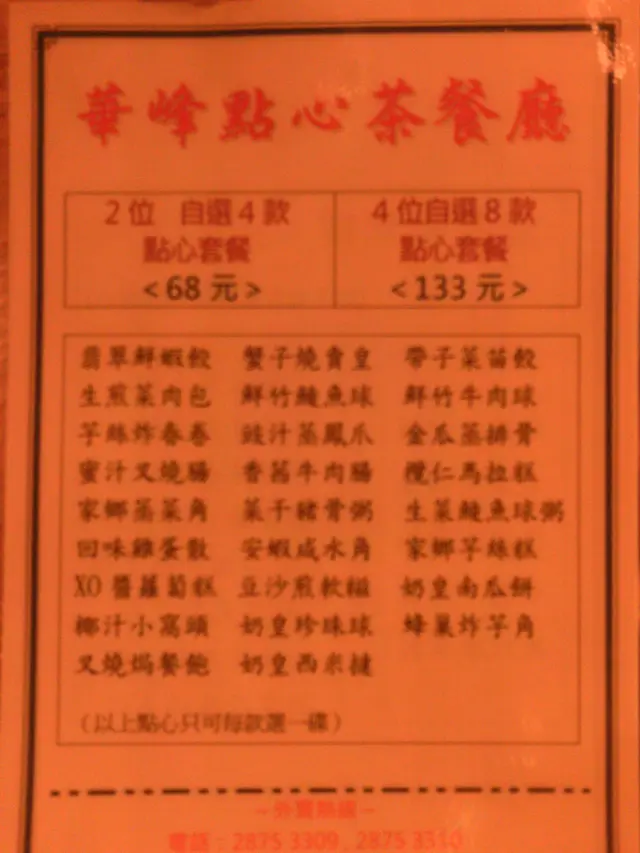 華峰點心茶餐廳
2位 自選4款
點心套餐
<68元>
4位自選8款
點心套餐
<133元>
翡翠鮮蝦餃 蟹子燒賣皇 帶子菜苗餃
生煎菜肉包 鮮竹鯪魚球 鮮竹牛肉球
芋絲炸春卷 豉汁蒸鳳爪 金瓜蒸排骨
蜜汁叉燒腸 香茜牛肉腸 欖仁馬拉糕
家鄉蒸菜角 菜干豬骨粥 生菜鯪魚球粥
回味雞蛋散 安蝦咸水角 家鄉芋絲糕
XO醬蘿蔔糕 豆沙煎軟糍 奶皇南瓜餅
椰汁小窩頭 奶皇珍珠球 蜂巢炸芋角
叉燒焗餐飽 奶皇西米撻
（以上點心只可每款選一碟）
～外賣熱線～
電話：2875 3309 , 2875 3310